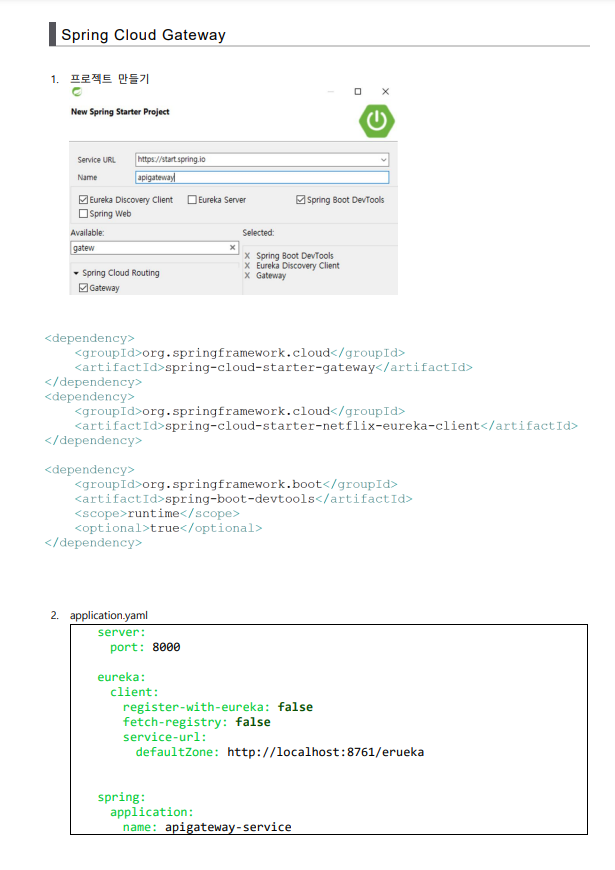 Spring Cloud Gateway
1. 프로젝트 만들기
New Spring Starter Project
Service URL https://start.spring.io
Name apigateway
Eureka Discovery Client Eureka Server Spring Boot DevTools
Spring Web
Available: Selected:
gatew X
X Spring Boot DevTools
Spring Cloud Routing X Eureka Discovery Client
Gateway X Gateway
<dependency>
<groupId>org.springframework.cloud</groupId>
<artifactId>spring-cloud-starter-gateway</artifactId>
</dependency>
<dependency>
<groupId>org.springframework.cloud</groupId>
<artifactId>spring-cloud-starter-netflix-eureka-client</artifactId>
</dependency>
<dependency>
<groupId>org.springframework.boot</groupId>
<artifactId>spring-boot-devtools</artifactId>
<scope>runtime</scope>
<optional>true</optional>
</dependency>
2. application.yaml
server:
port: 8000
eureka:
client:
register-with-eureka: false
fetch-registry: false
service-url:
defaultZone: http://localhost:8761/erueka
spring:
application:
name: apigateway-service